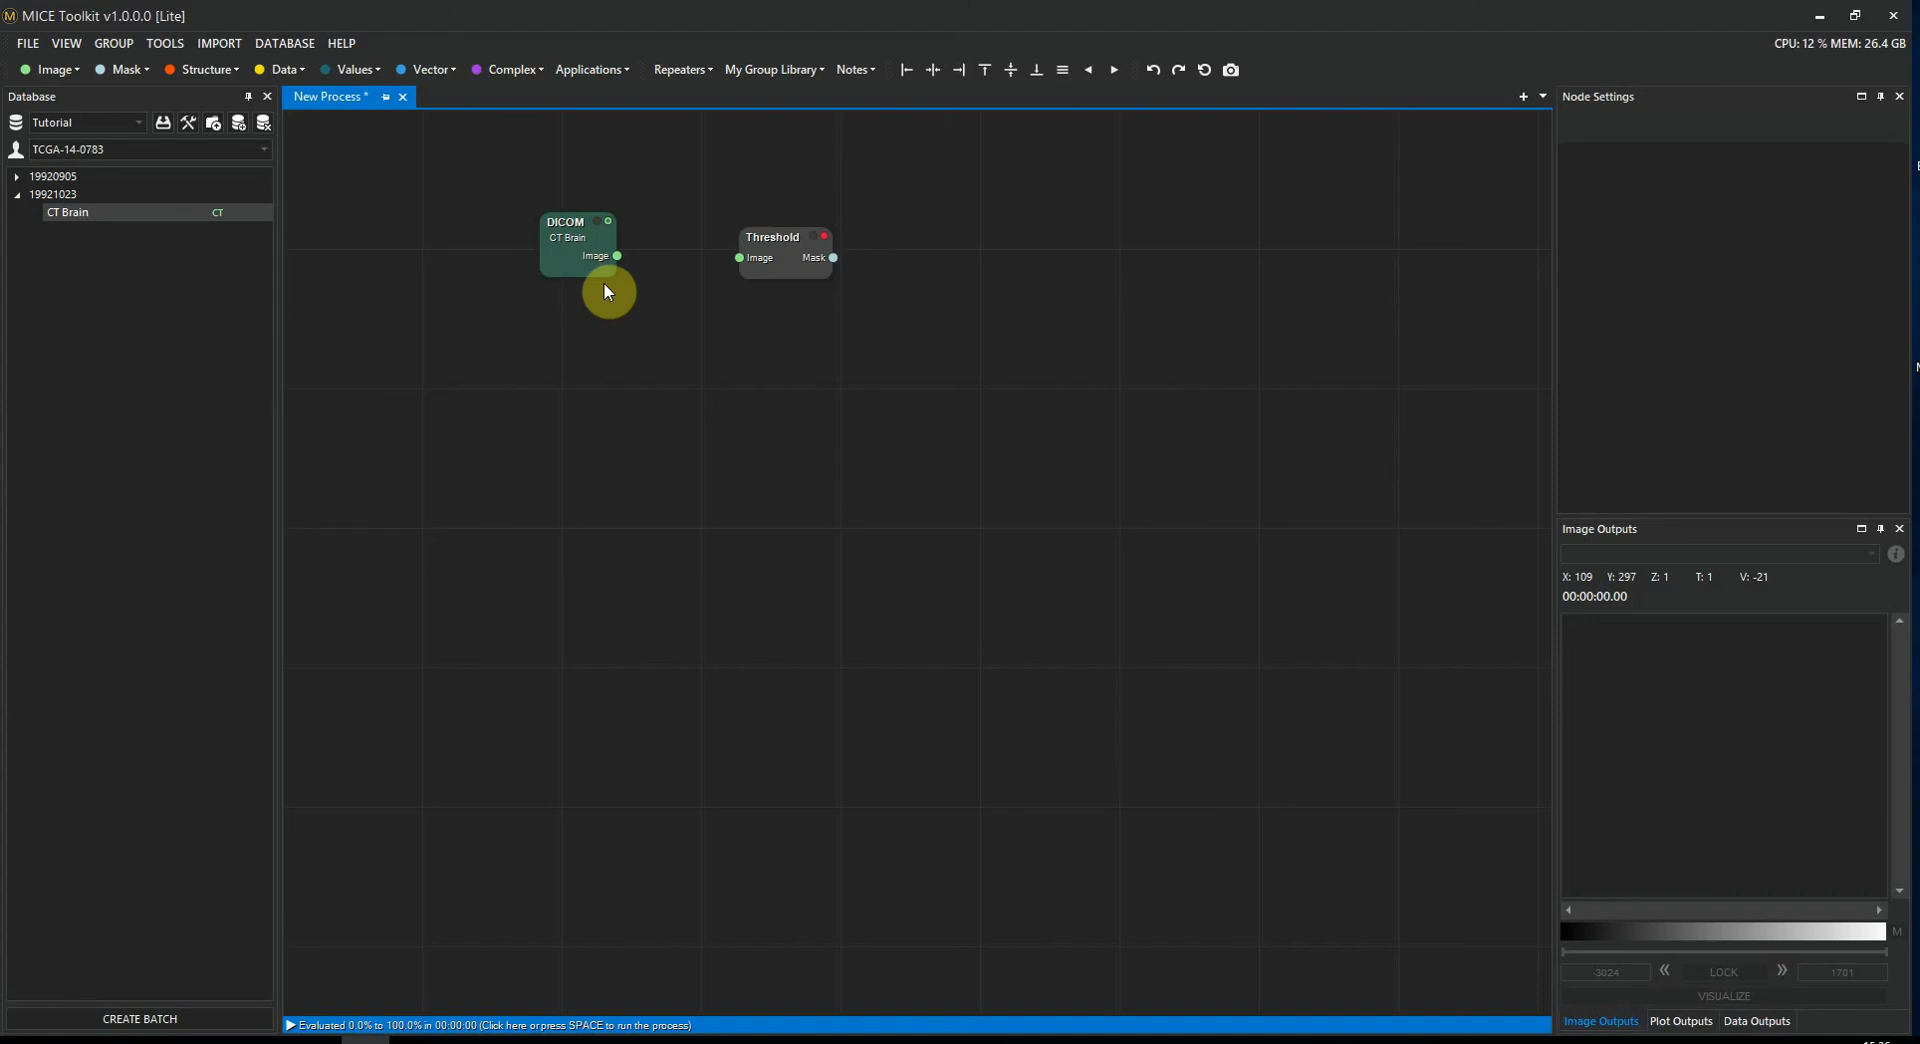 MICE Toolkit v1.0.0.0 [Lite]
FILE VIEW GROUP TOOLS IMPORT DATABASE HELP
CPU: 12 % MEM: 26.4 GB
Image Mask Structure Data Values Vector Complex Applications Repeaters My Group Library Notes
Database
New Process *
Node Settings
Tutorial
TCGA-14-0783
19920905
19921023
CT Brain CT
DICOM
CT Brain
Image
Threshold
Image Mask
Image Outputs
X: 109 Y: 297 Z: 1 T: 1 V: -21
00:00:00.00
M
-3024 LOCK 1701
VISUALIZE
Image Outputs Plot Outputs Data Outputs
CREATE BATCH
Evaluated 0.0% to 100.0% in 00:00:00 (Click here or press SPACE to run the process)